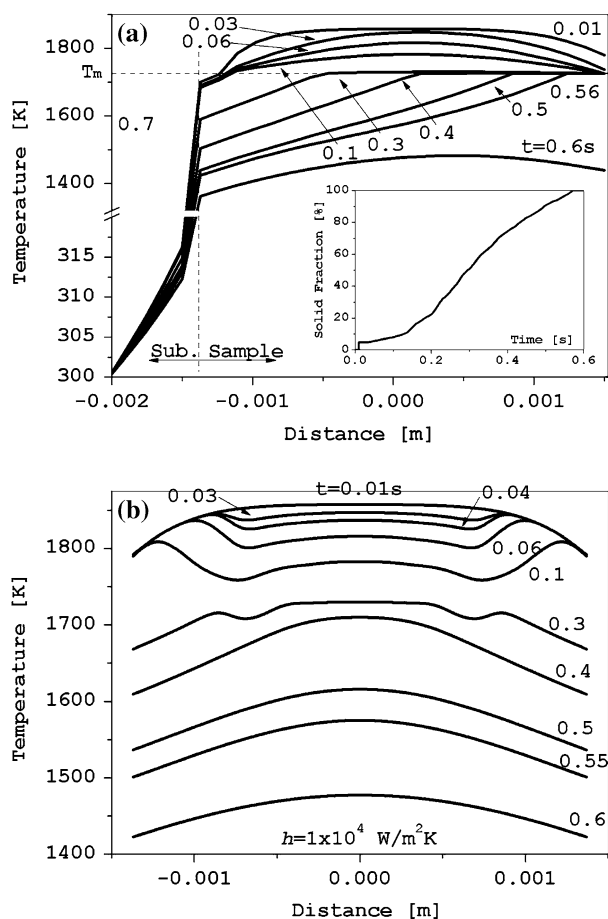 (a)
0.03
0.06
0.01
1800
Tm
1600
0.7
0.56
0.5
0.4
0.3
0.1
t=0.6s
1400
Temperature [K]
315
310
305
300
Sub. Sample
Solid Fraction [%]
100
80
60
40
20
0
Time [s]
0.0 0.2 0.4 0.6
-0.002 -0.001 0.000 0.001
Distance [m]
(b)
0.03
t=0.01s
0.04
0.06
0.1
0.3
0.4
0.5
0.55
0.6
Temperature [K]
1800
1700
1600
1500
1400
h=1x10⁴ W/m²K
-0.001 0.000 0.001
Distance [m]